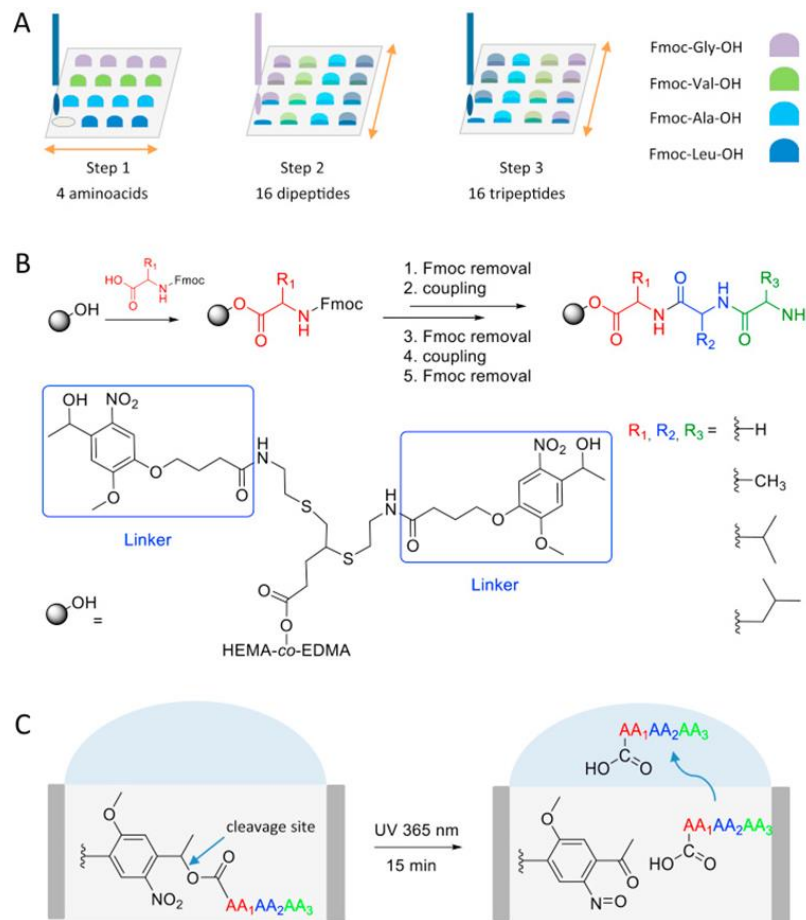 A
Step 1
4 aminoacids
Step 2
16 dipeptides
Step 3
16 tripeptides
Fmoc-Gly-OH
Fmoc-Val-OH
Fmoc-Ala-OH
Fmoc-Leu-OH
B
OH
HO
R1
O
N
H
Fmoc
O
R1
O
N
H
Fmoc
1. Fmoc removal
2. coupling
3. Fmoc removal
4. coupling
5. Fmoc removal
O
R1
O
N
H
O
R2
H
N
O
R3
NH
OH
NO2
O
O
O
H
N
Linker
S
S
H
N
O
O
O
NO2
OH
Linker
O
O
HEMA-co-EDMA
OH
=
R1, R2, R3 =
H
CH3
C
O
O
O
NO2
cleavage site
AA1AA2AA3
UV 365 nm
15 min
AA1AA2AA3
HO
C
O
O
O
N
O
AA1AA2AA3
C
HO
O